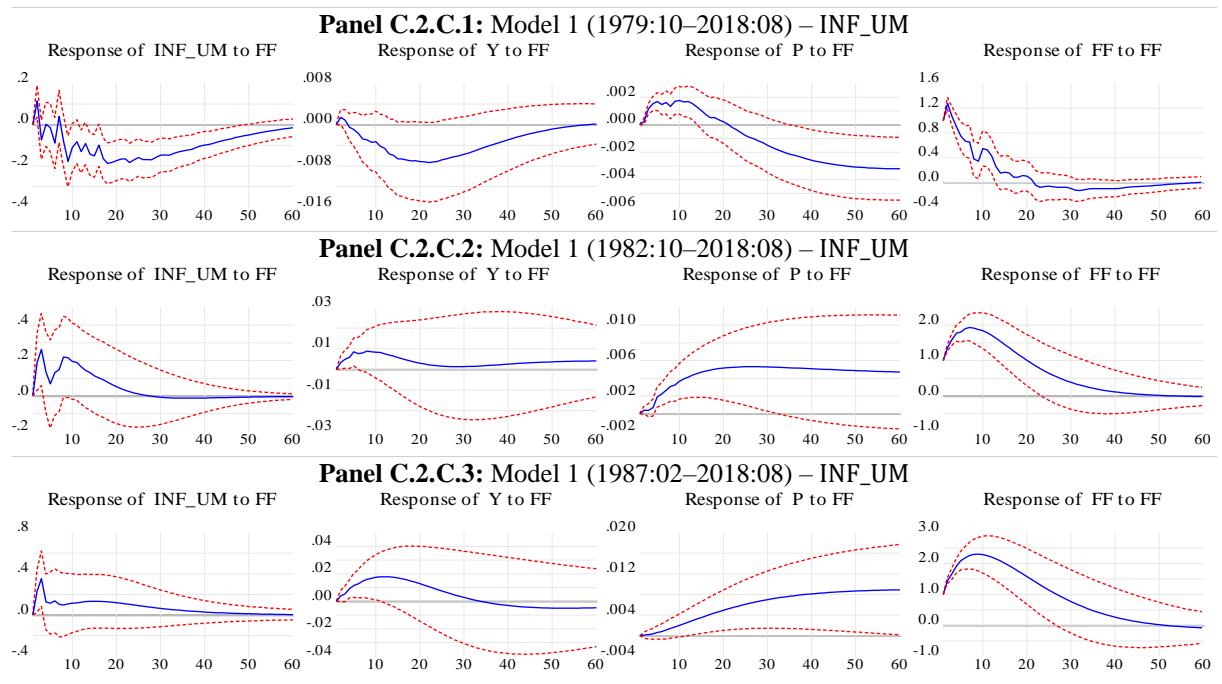 Panel C.2.C.1: Model 1 (1979:10–2018:08) – INF_UM
Response of INF_UM to FF
Response of Y to FF
Response of P to FF
Response of FF to FF
.2
.0
-.2
-.4
10 20 30 40 50 60
.008
.000
-.008
-.016
10 20 30 40 50 60
.002
.000
-.002
-.004
-.006
10 20 30 40 50 60
1.6
1.2
0.8
0.4
0.0
-0.4
10 20 30 40 50 60
Panel C.2.C.2: Model 1 (1982:10–2018:08) – INF_UM
Response of INF_UM to FF
Response of Y to FF
Response of P to FF
Response of FF to FF
.4
.2
.0
-.2
10 20 30 40 50 60
.03
.01
-.01
-.03
10 20 30 40 50 60
.010
.006
.002
-.002
10 20 30 40 50 60
2.0
1.0
0.0
-1.0
10 20 30 40 50 60
Panel C.2.C.3: Model 1 (1987:02–2018:08) – INF_UM
Response of INF_UM to FF
Response of Y to FF
Response of P to FF
Response of FF to FF
.8
.4
.0
-.4
10 20 30 40 50 60
.04
.02
.00
-.02
-.04
10 20 30 40 50 60
.020
.012
.004
-.004
10 20 30 40 50 60
3.0
2.0
1.0
0.0
-1.0
10 20 30 40 50 60